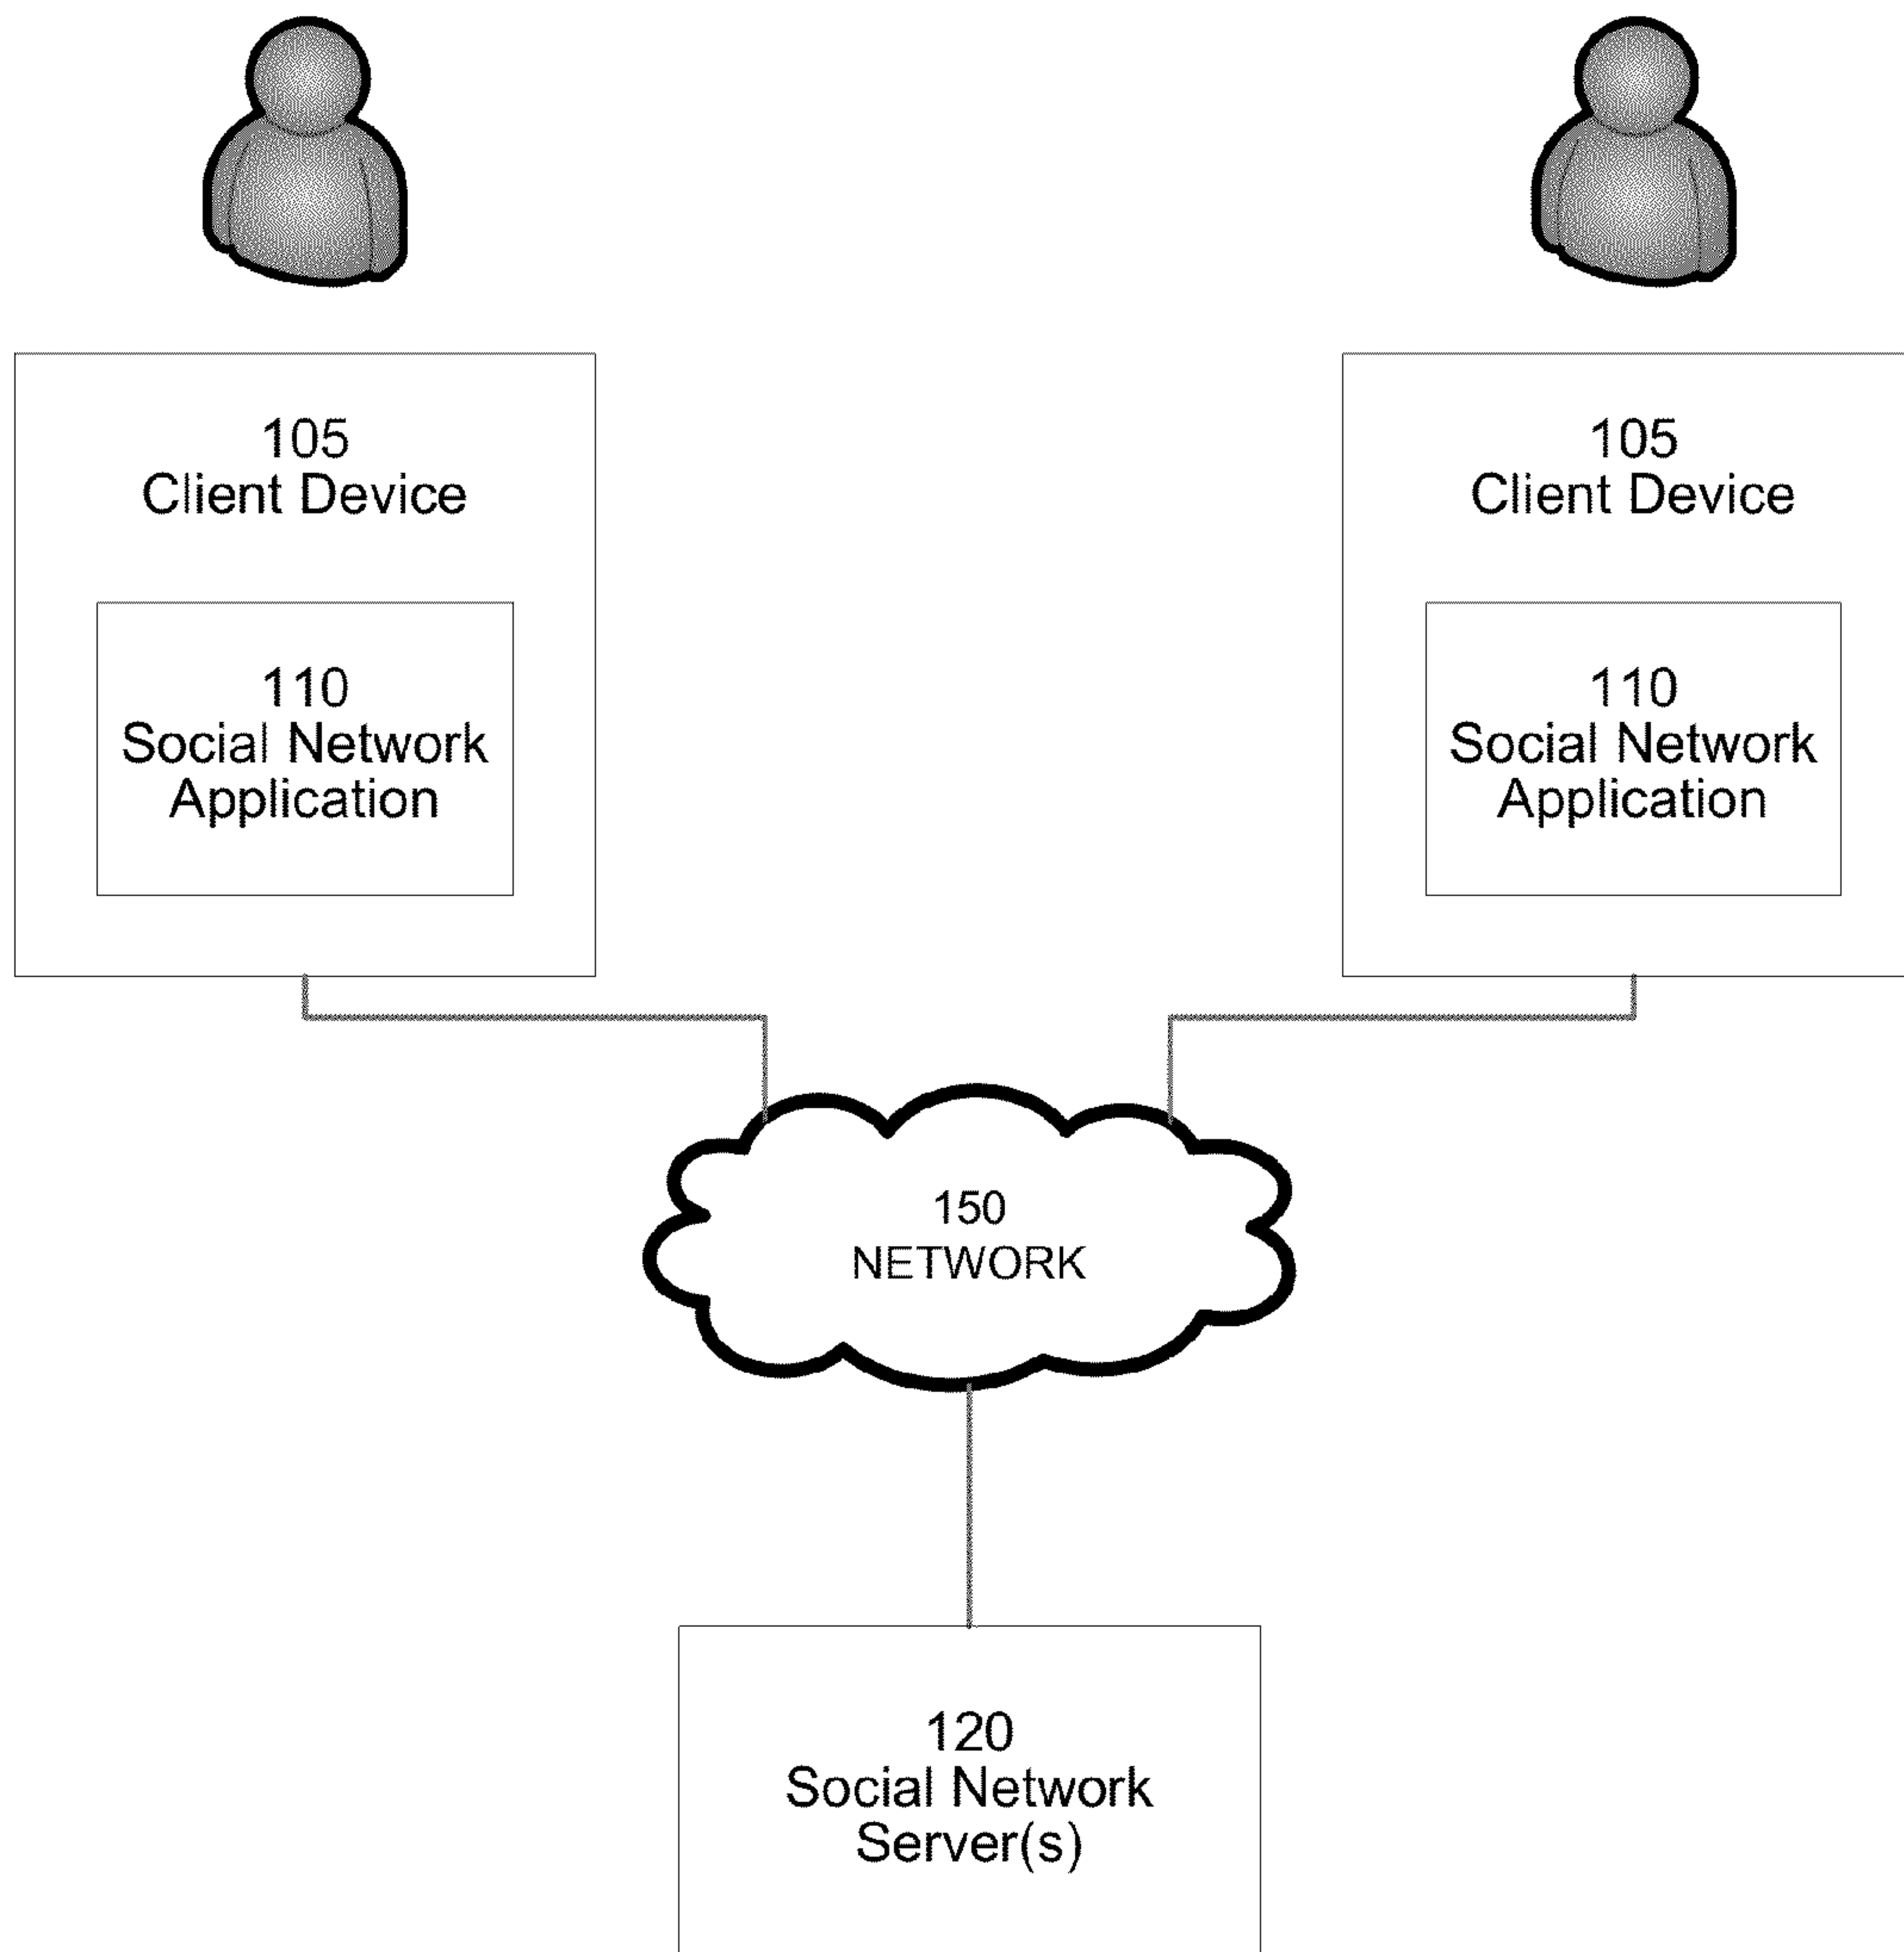 105
Client Device
110
Social Network
Application
105
Client Device
110
Social Network
Application
150
NETWORK
120
Social Network
Server(s)